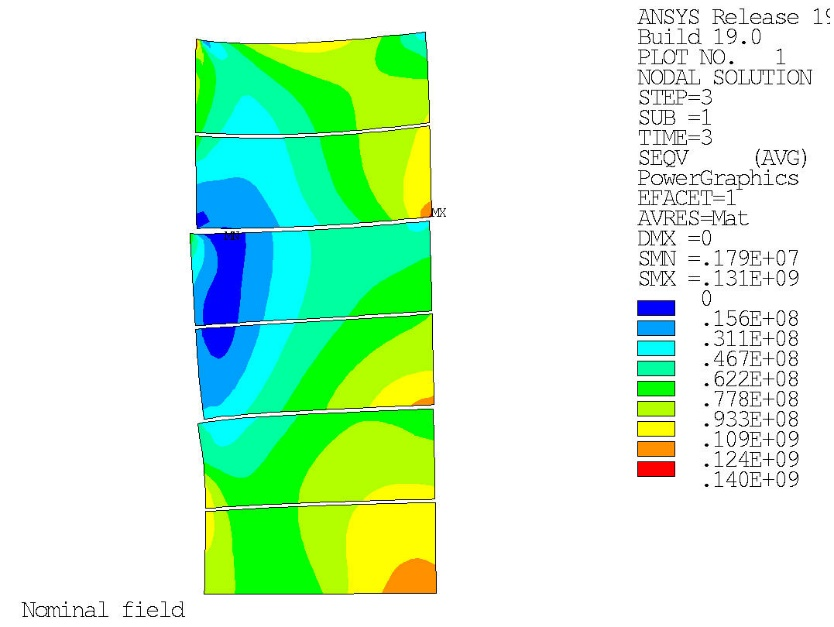 ANSYS Release 19
Build 19.0
PLOT NO. 1
NODAL SOLUTION
STEP=3
SUB =1
TIME=3
SEQV (AVG)
PowerGraphics
EFACET=1
AVRES=Mat
DMX =0
SMN =.179E+07
SMX =.131E+09
0
.156E+08
.311E+08
.467E+08
.622E+08
.778E+08
.933E+08
.109E+09
.124E+09
.140E+09
MX
MN
Nominal field